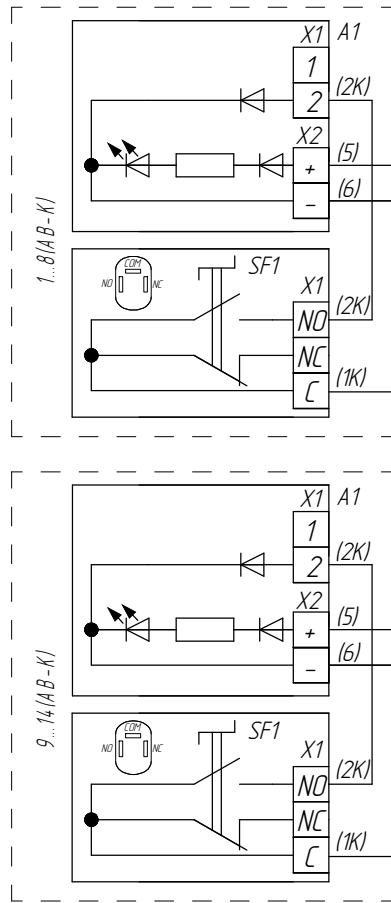 X1 A1
1
2 (2K)
X2
+ (5)
− (6)
1...8(AB-K)
COM
NO NC
SF1
X1
NO (2K)
NC
C (1K)
X1 A1
1
2 (2K)
X2
+ (5)
− (6)
9...14(AB-K)
COM
NO NC
SF1
X1
NO (2K)
NC
C (1K)